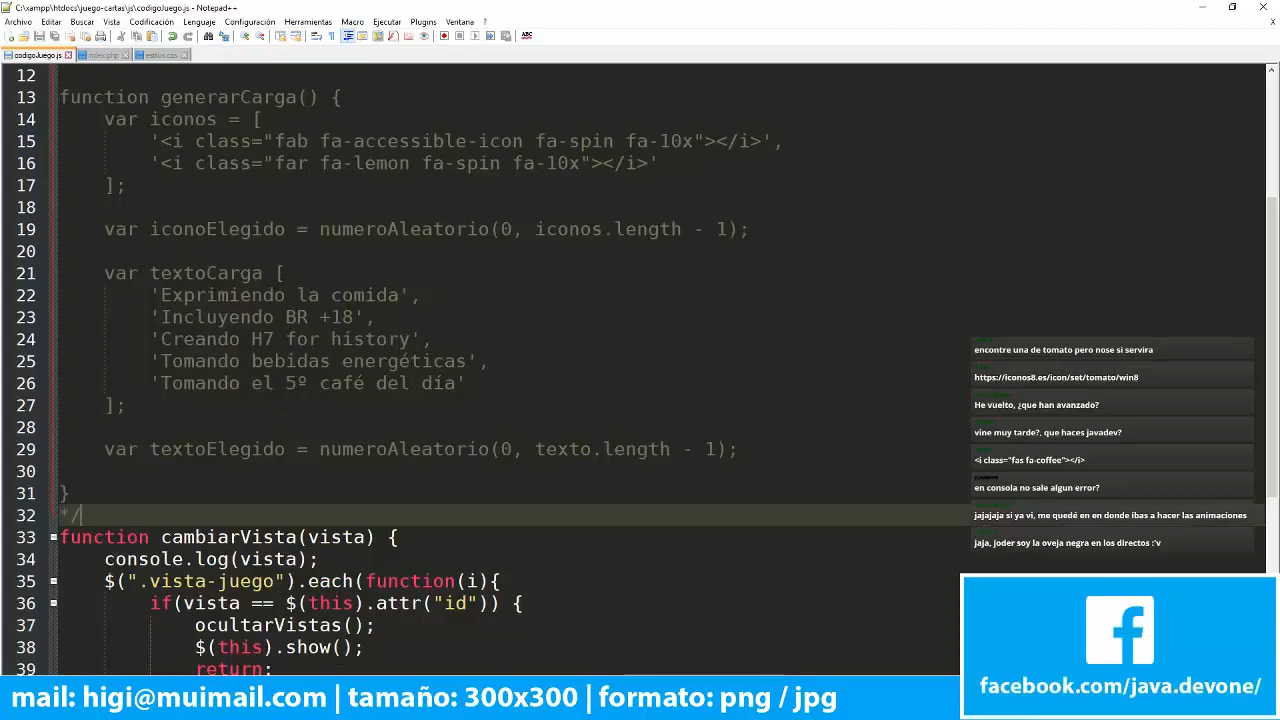 C:\xampp\htdocs\juego-cartas\js\codigoJuego.js - Notepad++
Archivo Editar Buscar Vista Codificación Lenguaje Configuración Herramientas Macro Ejecutar Plugins Ventana ?
codigoJuego.js index.php estilos.css
12
13 function generarCarga() {
14 var iconos = [
15 '<i class="fab fa-accessible-icon fa-spin fa-10x"></i>',
16 '<i class="far fa-lemon fa-spin fa-10x"></i>'
17 ];
18
19 var iconoElegido = numeroAleatorio(0, iconos.length - 1);
20
21 var textoCarga [
22 'Exprimiendo la comida',
23 'Incluyendo BR +18',
24 'Creando H7 for history',
25 'Tomando bebidas energéticas',
26 'Tomando el 5º café del día'
27 ];
28
29 var textoElegido = numeroAleatorio(0, texto.length - 1);
30
31 }
32 */
33 function cambiarVista(vista) {
34 console.log(vista);
35 $(".vista-juego").each(function(i){
36 if(vista == $(this).attr("id")) {
37 ocultarVistas();
38 $(this).show();
39 return;
encontre una de tomato pero nose si servira
https://iconos8.es/icon/set/tomato/win8
He vuelto, ¿que han avanzado?
vine muy tarde?, que haces javadev?
<i class="fas fa-coffee"></i>
en consola no sale algun error?
jajajaja si ya vi, me quedé en en donde ibas a hacer las animaciones
jaja, joder soy la oveja negra en los directos :'v
facebook.com/java.devone/
mail: higi@muimail.com | tamaño: 300x300 | formato: png / jpg